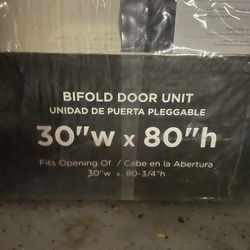 BIFOLD DOOR UNIT
UNIDAD DE PUERTA PLEGGABLE
30"w x 80"h
Fits Opening Of / Cabe en la Abertura
30"w x 80-3/4"h